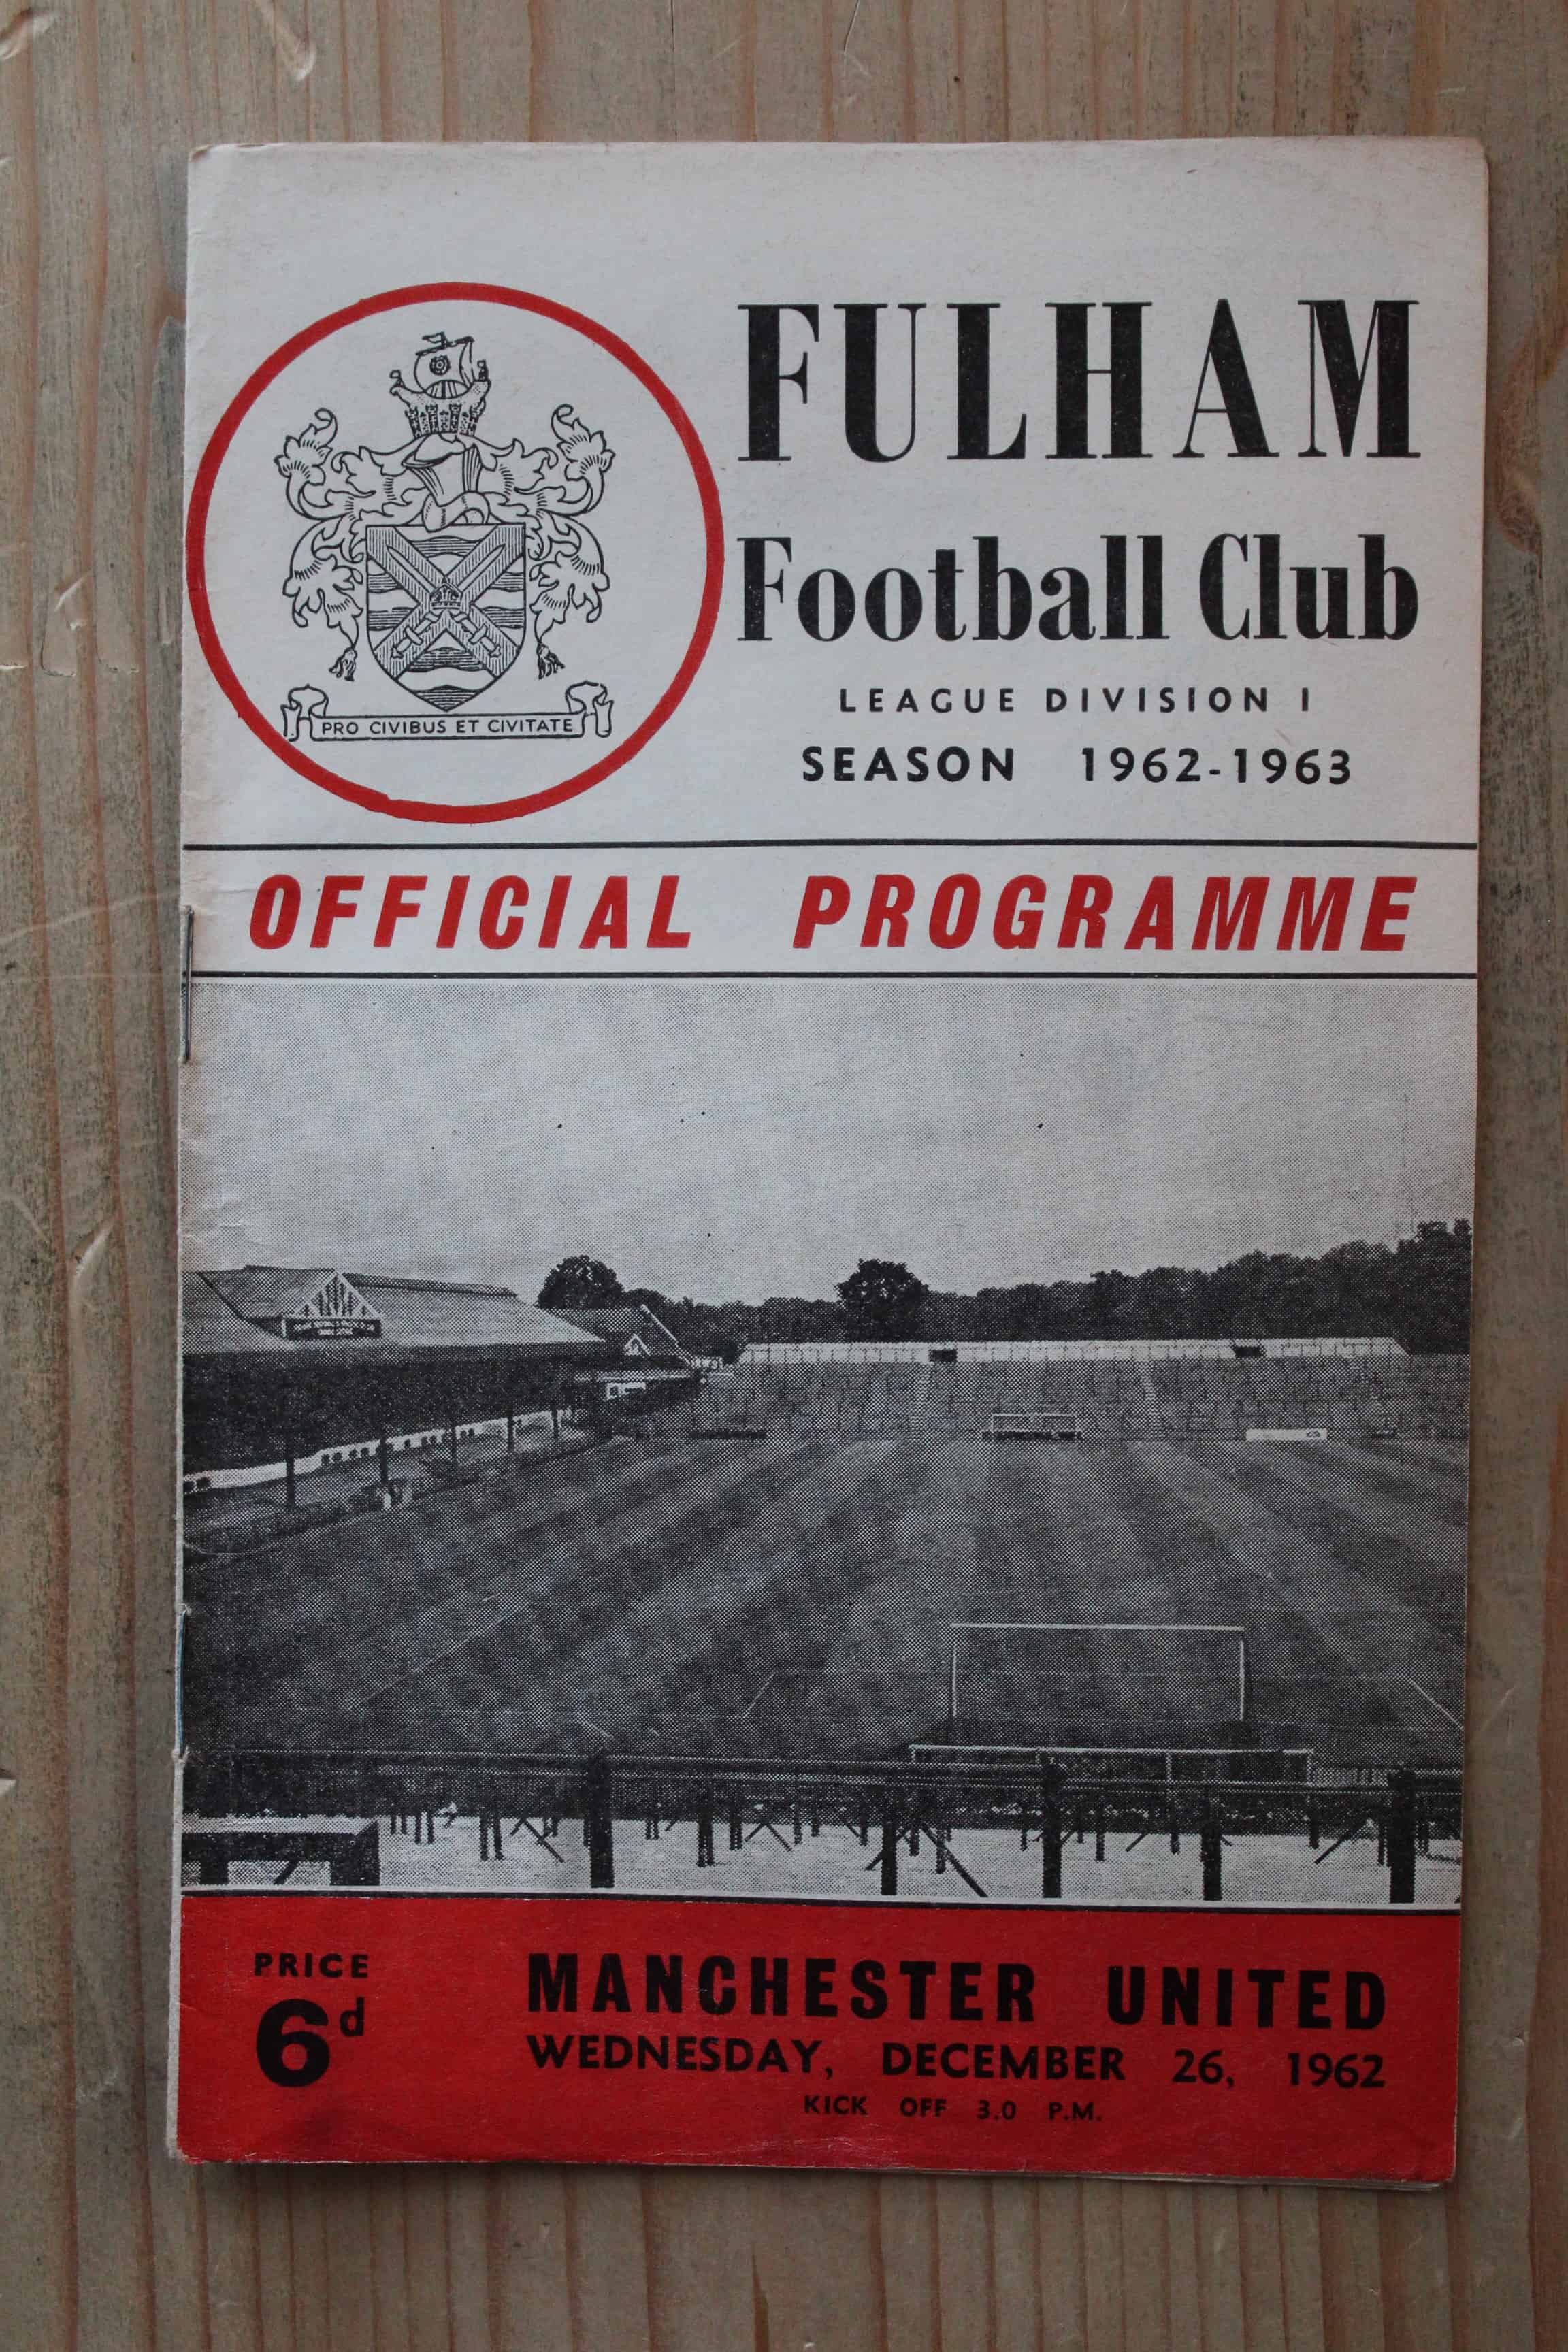 FULHAM
Football Club
LEAGUE DIVISION I
SEASON 1962-1963
PRO CIVIBUS ET CIVITATE
OFFICIAL PROGRAMME
PRICE
6d
MANCHESTER UNITED
WEDNESDAY, DECEMBER 26, 1962
KICK OFF 3.0 P.M.